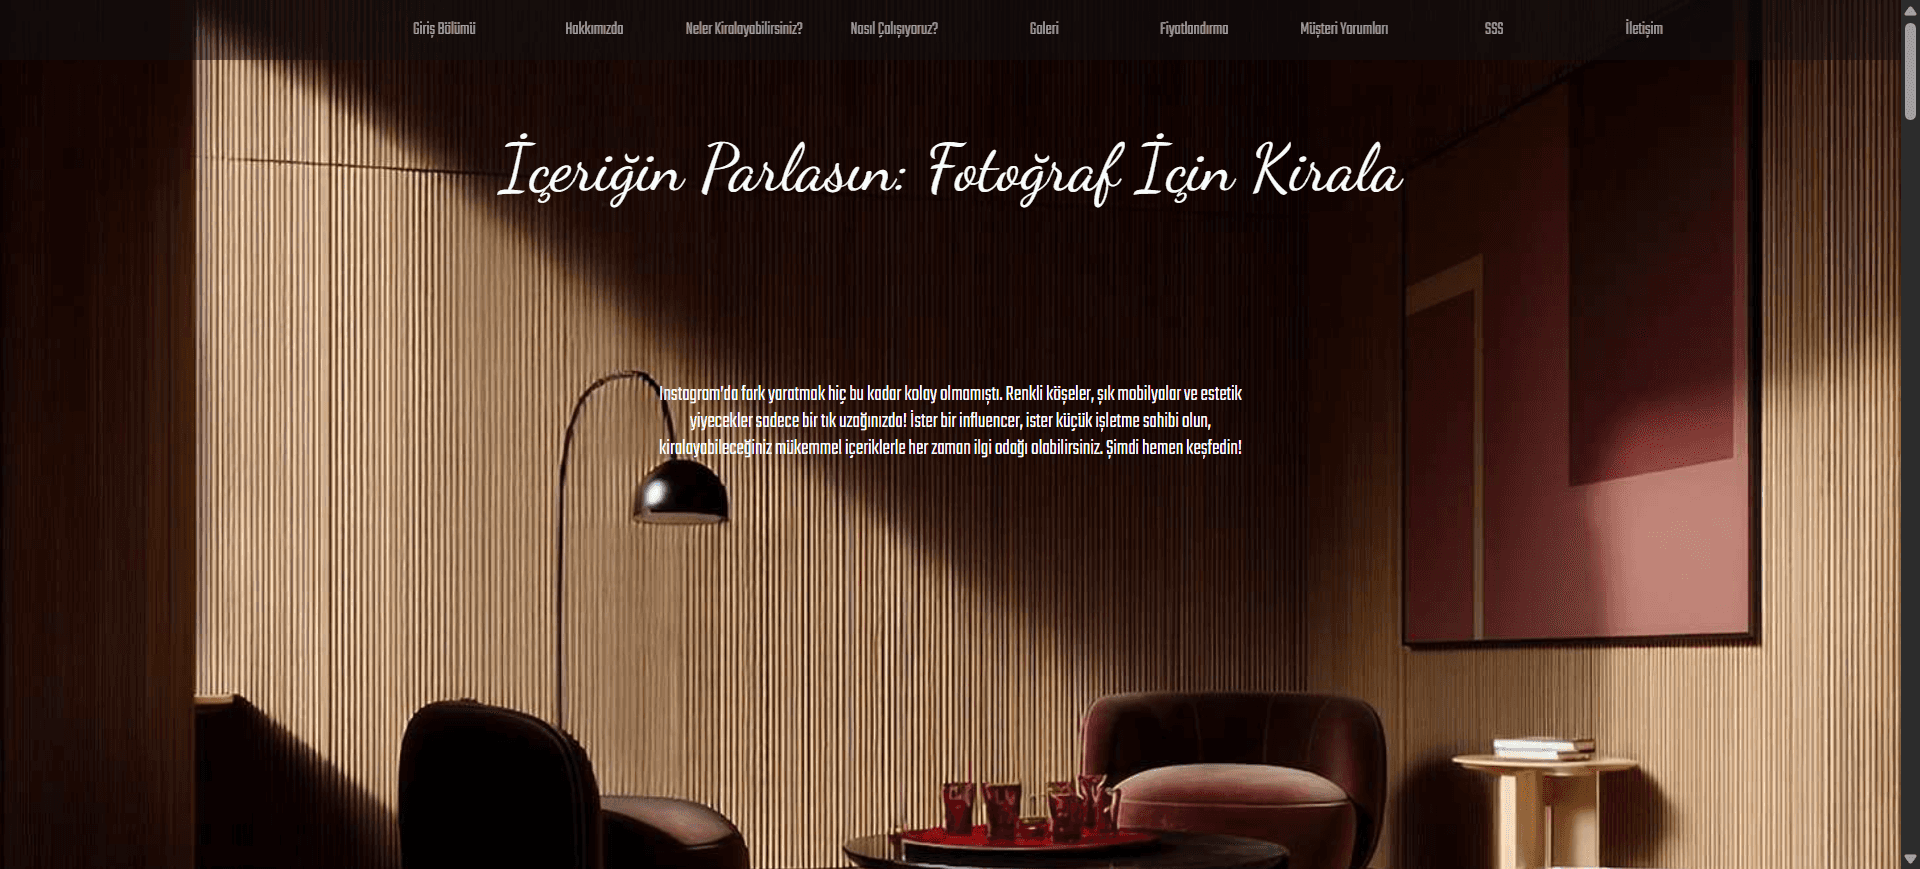 Giriş Bölümü Hakkımızda Neler Kiralayabilirsiniz? Nasıl Çalışıyoruz? Galeri Fiyatlandırma Müşteri Yorumları SSS İletişim
İçeriğin Parlasın: Fotoğraf İçin Kirala
Instagram'da fark yaratmak hiç bu kadar kolay olmamıştı. Renkli köşeler, şık mobilyalar ve estetik
yiyecekler sadece bir tık uzağınızda! İster bir influencer, ister küçük işletme sahibi olun,
kiralayabileceğiniz mükemmel içeriklerle her zaman ilgi odağı olabilirsiniz. Şimdi hemen keşfedin!